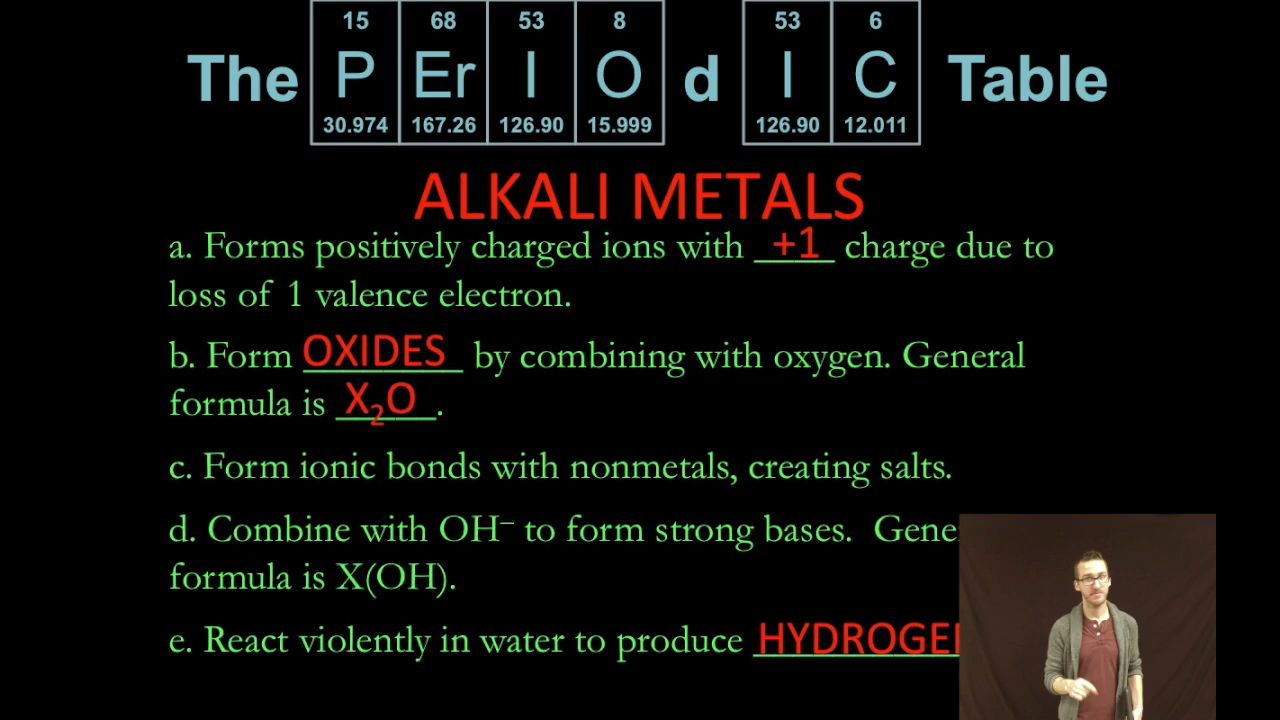 15 68 53 8 53 6
The P Er I O d I C Table
30.974 167.26 126.90 15.999 126.90 12.011
ALKALI METALS
a. Forms positively charged ions with +1 charge due to
loss of 1 valence electron.
b. Form OXIDES by combining with oxygen. General
formula is X₂O.
c. Form ionic bonds with nonmetals, creating salts.
d. Combine with OH⁻ to form strong bases. Gene
formula is X(OH).
e. React violently in water to produce HYDROGE